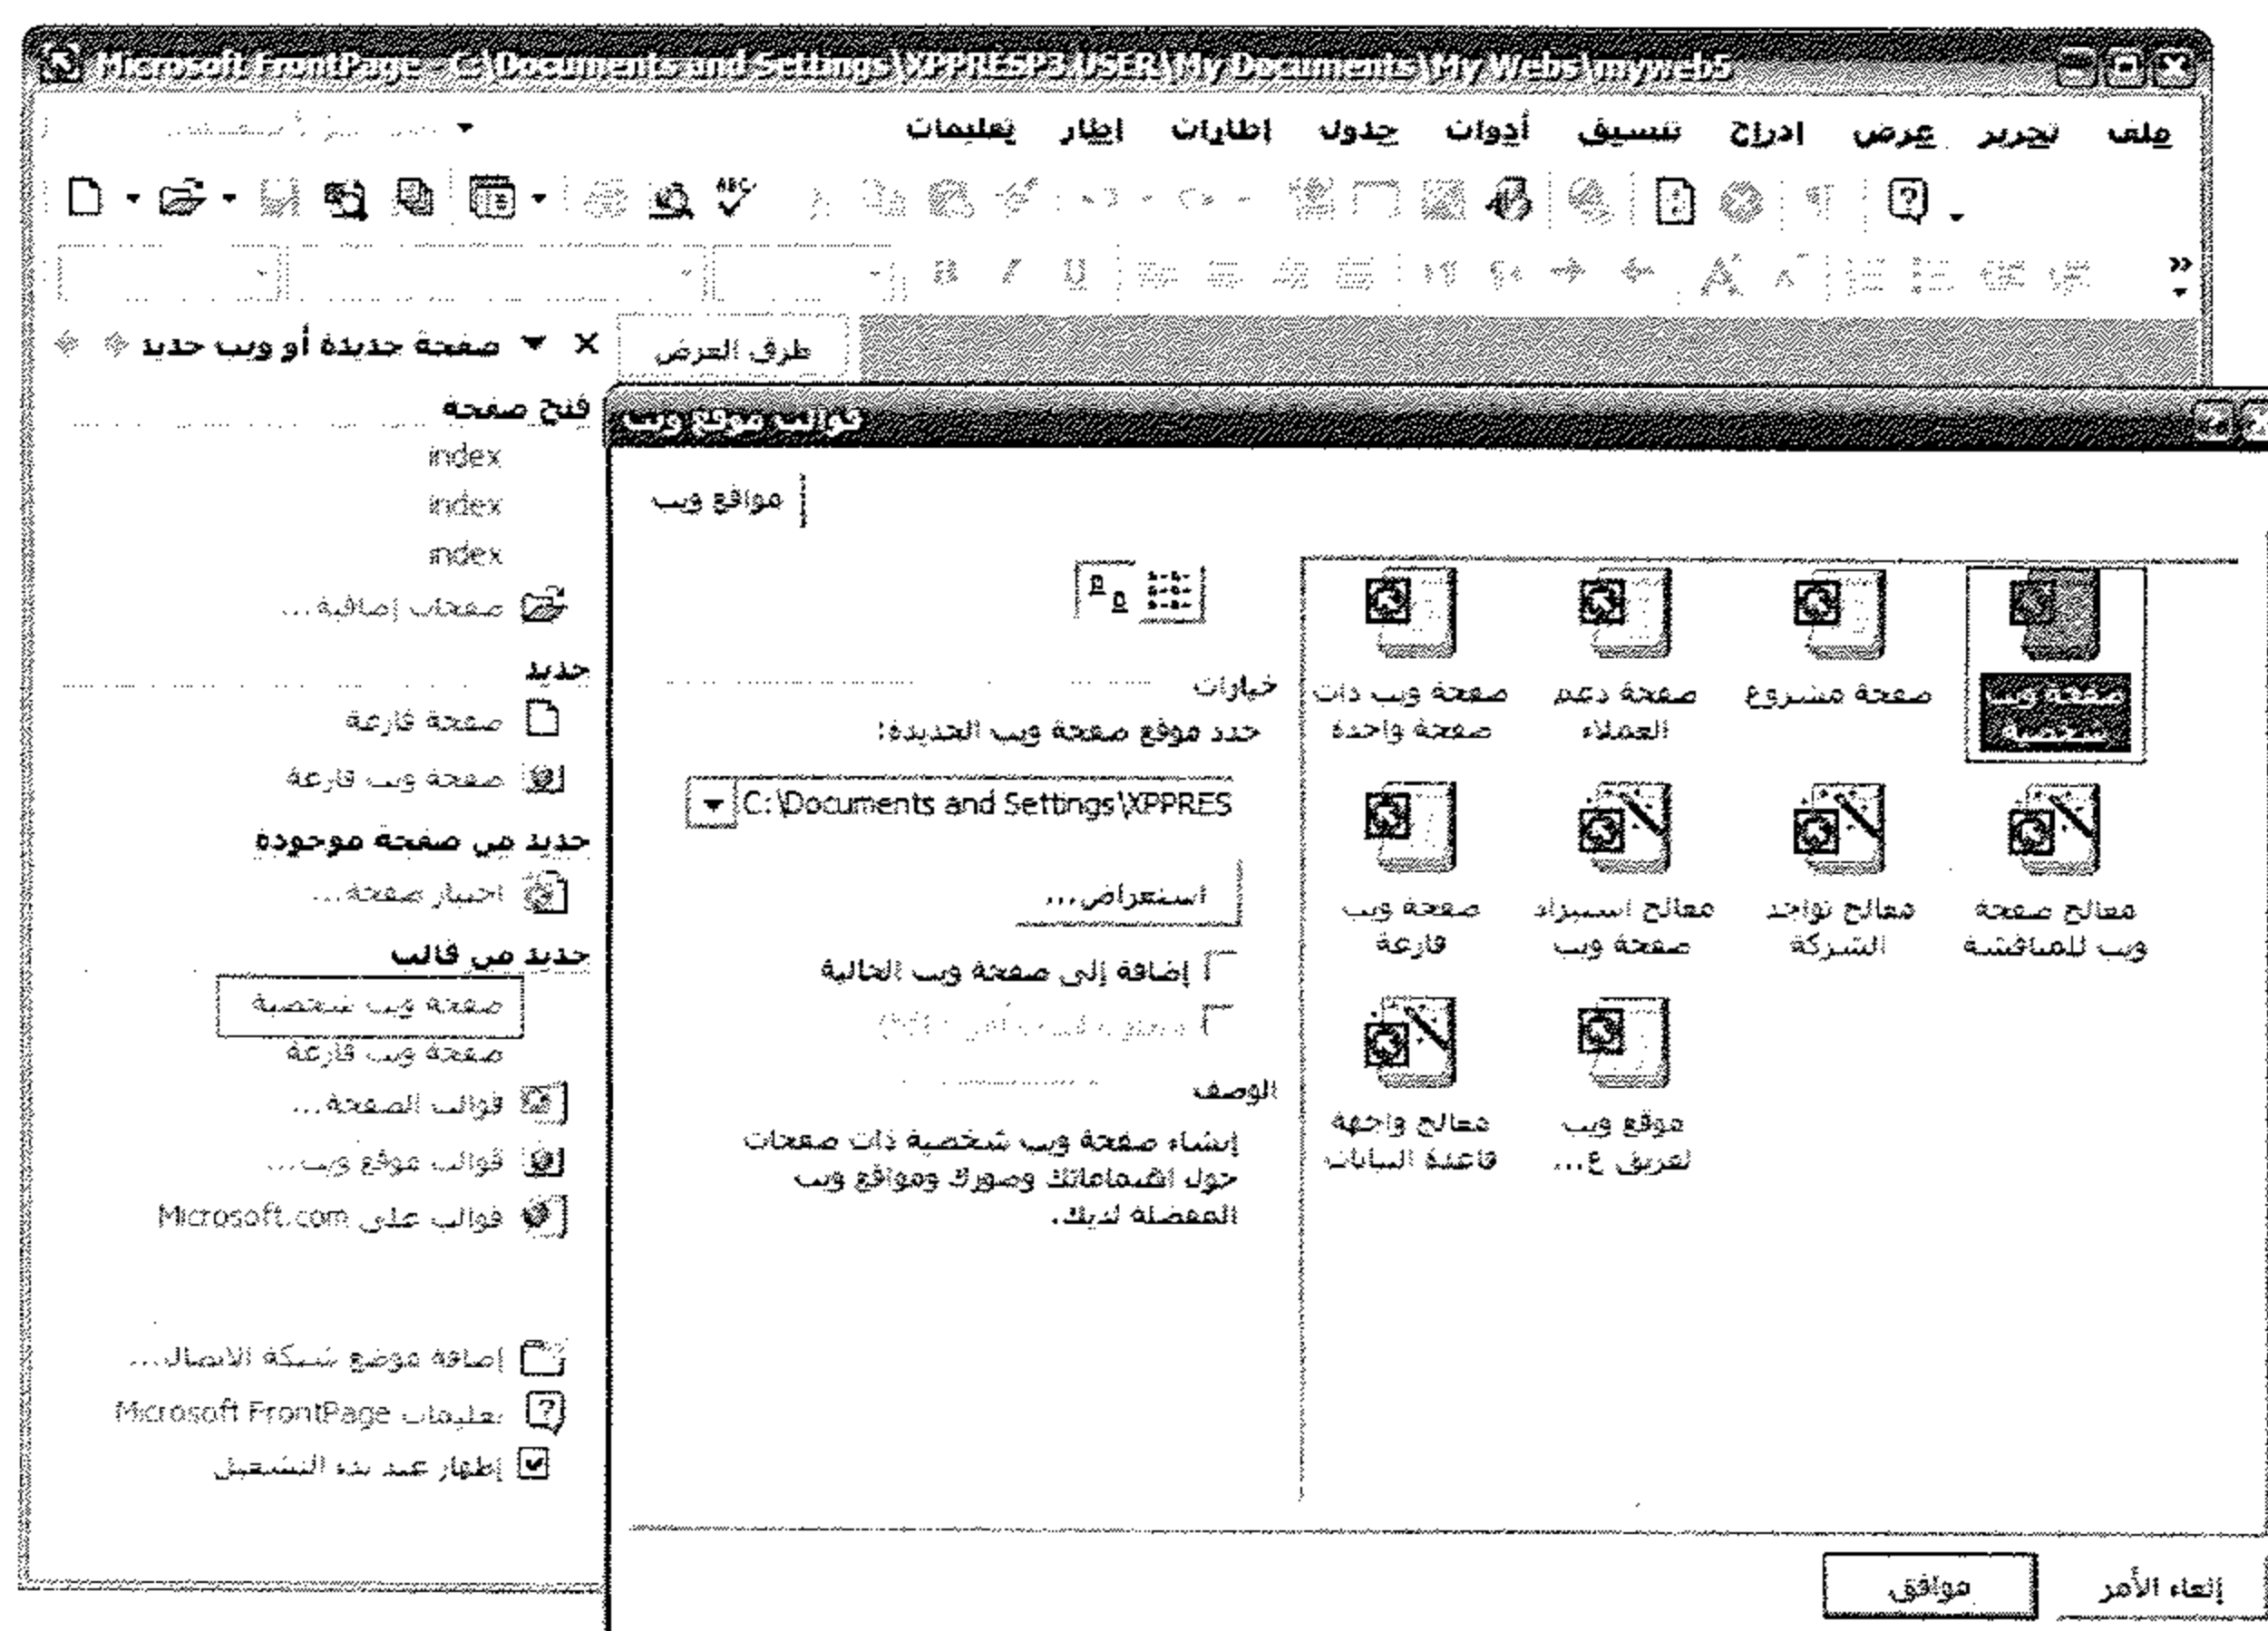 Microsoft FrontPage - C:\Documents and Settings\XPPRESP3.USER\My Documents\My Webs\myweb5
ملف تحرير عرض إدراج تنسيق أدوات جدول إطارات إطار تعليمات
صفحة جديدة أو ويب جديد
طرق العرض
فتح صفحة
index
index
index
صفحات إضافية...
جديد
صفحة فارغة
صفحة ويب فارغة
جديد من صفحة موجودة
اختيار صفحة...
جديد من قالب
صفحة ويب شخصية
صفحة ويب فارغة
قوالب الصفحة...
قوالب موقع ويب...
قوالب على Microsoft.com
إضافة موضع شبكة الاتصال...
تعليمات Microsoft FrontPage
إظهار عند بدء التشغيل
قوالب موقع ويب
مواقع ويب
صفحة ويب شخصية
صفحة مشروع
صفحة دعم العملاء
صفحة ويب ذات صفحة واحدة
معالج صفحة ويب للمناقشة
معالج تواجد الشركة
معالج استيراد صفحة ويب
صفحة ويب فارغة
موقع ويب تعريف ع...
معالج واجهة قاعدة البيانات
خيارات
حدد موقع صفحة ويب الجديدة:
C:\Documents and Settings\XPPRES
استعراض...
إضافة إلى صفحة ويب الحالية
الوصف
إنشاء صفحة ويب شخصية ذات صفحات
حول اهتماماتك وصورك ومواقع ويب
المفضلة لديك.
موافق
إلغاء الأمر